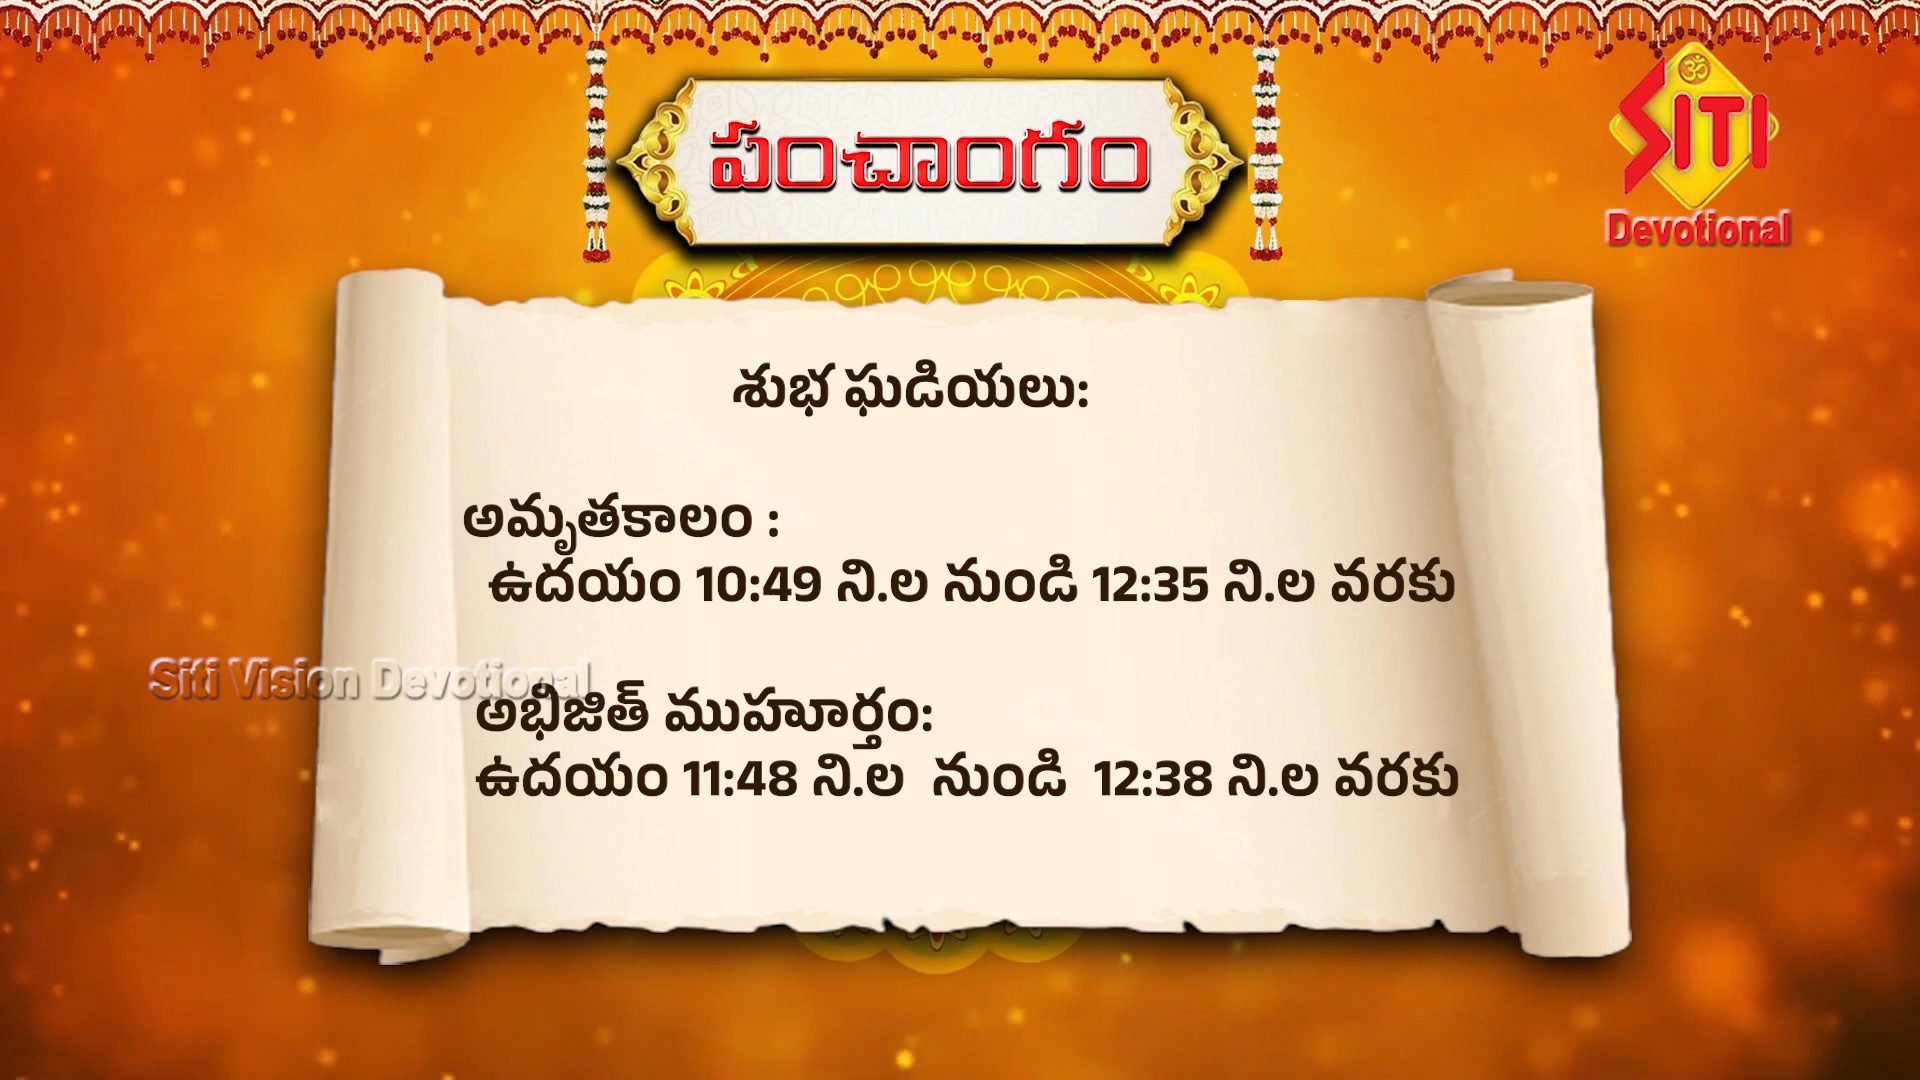 పంచాంగం
ॐ
SITI
Devotional
శుభ ఘడియలు:
అమృతకాలం :
ఉదయం 10:49 ని.ల నుండి 12:35 ని.ల వరకు
Siti Vision Devotional
అభిజిత్ ముహూర్తం:
ఉదయం 11:48 ని.ల నుండి 12:38 ని.ల వరకు